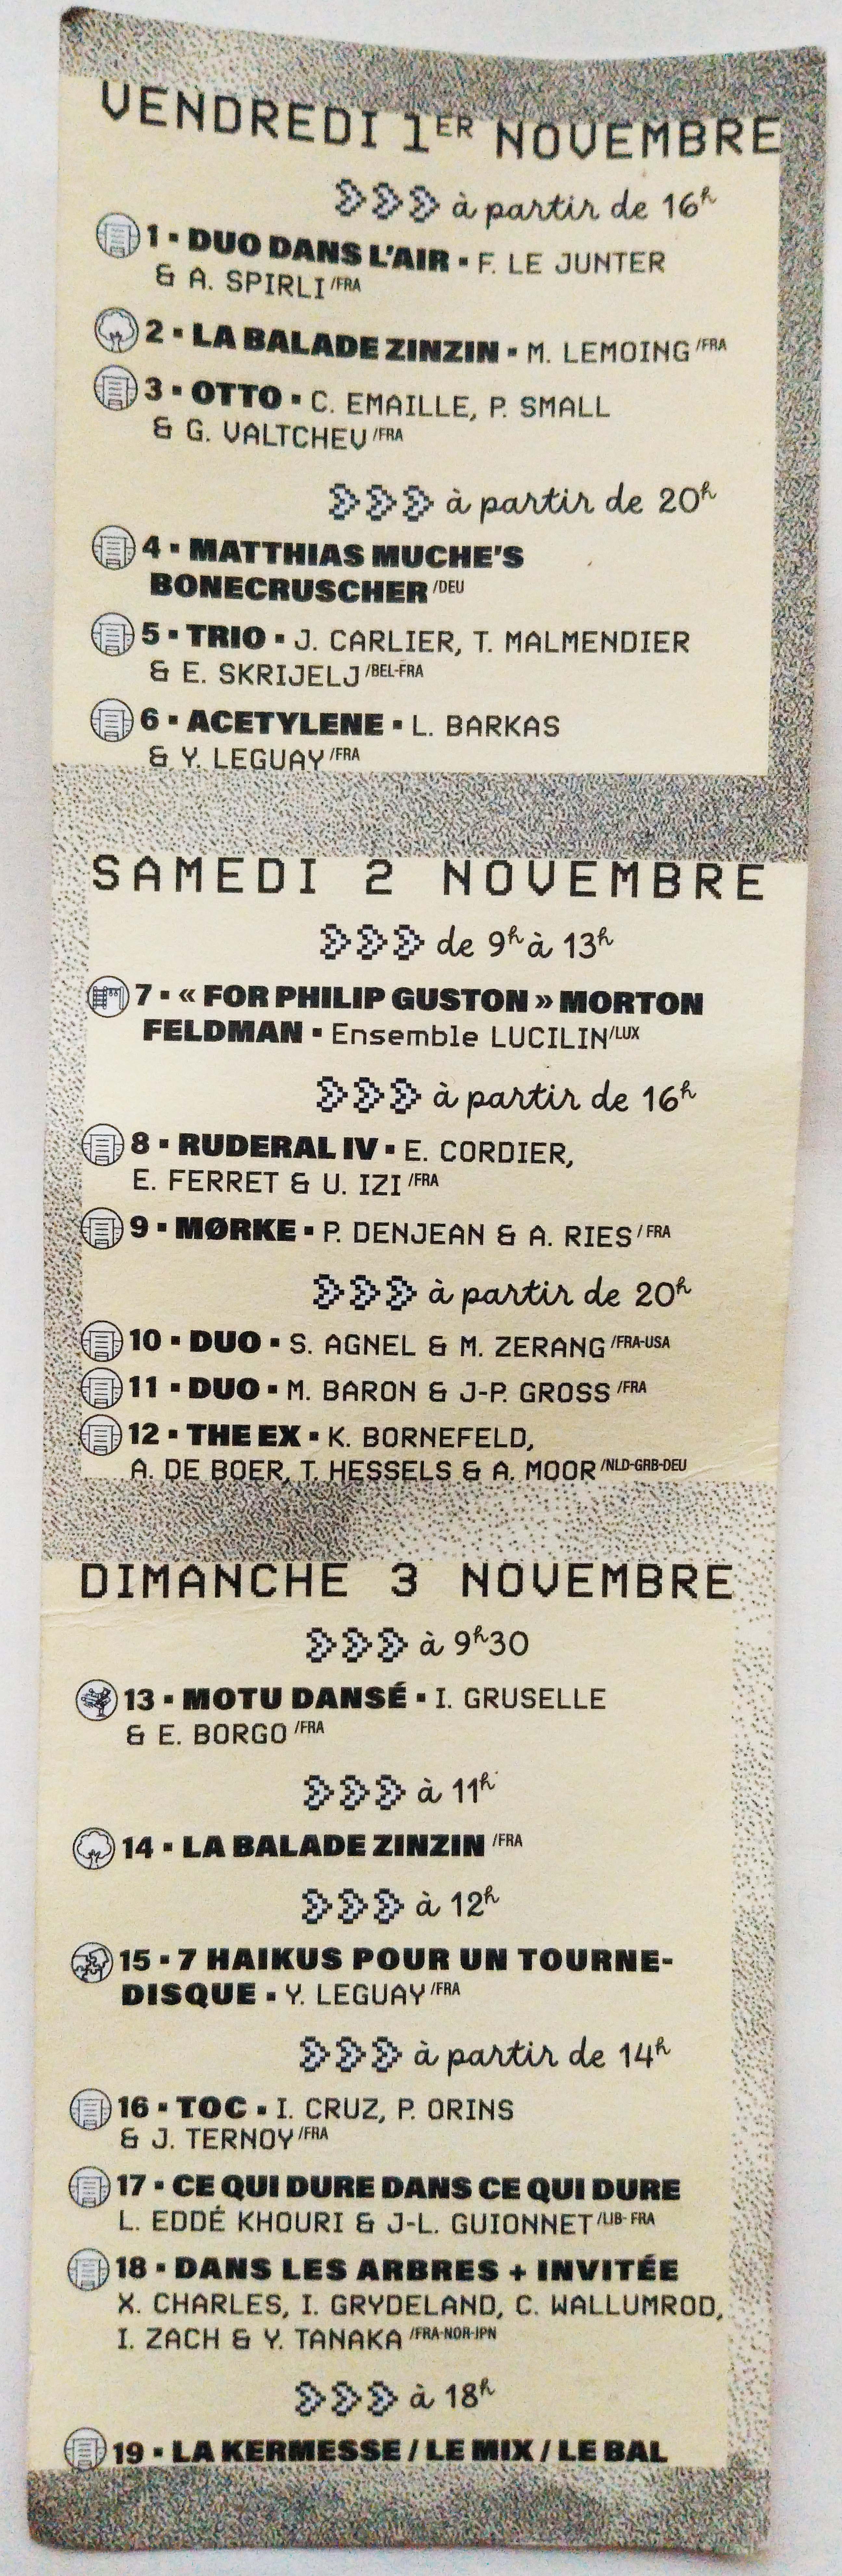 VENDREDI 1ER NOVEMBRE
à partir de 16h
1 ▪ DUO DANS L'AIR ▪ F. LE JUNTER
& A. SPIRLI /FRA
2 ▪ LA BALADE ZINZIN ▪ M. LEMOING /FRA
3 ▪ OTTO ▪ C. EMAILLE, P. SMALL
& G. VALTCHEV /FRA
à partir de 20h
4 ▪ MATTHIAS MUCHE'S
BONECRUSCHER /DEU
5 ▪ TRIO ▪ J. CARLIER, T. MALMENDIER
& E. SKRIJELJ /BEL-FRA
6 ▪ ACETYLENE ▪ L. BARKAS
& Y. LEGUAY /FRA
SAMEDI 2 NOVEMBRE
de 9h à 13h
7 ▪ « FOR PHILIP GUSTON » MORTON
FELDMAN ▪ Ensemble LUCILIN /LUX
à partir de 16h
8 ▪ RUDERAL IV ▪ E. CORDIER,
E. FERRET & U. IZI /FRA
9 ▪ MØRKE ▪ P. DENJEAN & A. RIES / FRA
à partir de 20h
10 ▪ DUO ▪ S. AGNEL & M. ZERANG /FRA-USA
11 ▪ DUO ▪ M. BARON & J-P. GROSS /FRA
12 ▪ THE EX ▪ K. BORNEFELD,
A. DE BOER, T. HESSELS & A. MOOR /NLD-GRB-DEU
DIMANCHE 3 NOVEMBRE
à 9h30
13 ▪ MOTU DANSÉ ▪ I. GRUSELLE
& E. BORGO /FRA
à 11h
14 ▪ LA BALADE ZINZIN /FRA
à 12h
15 ▪ 7 HAIKUS POUR UN TOURNE-
DISQUE ▪ Y. LEGUAY /FRA
à partir de 14h
16 ▪ TOC ▪ I. CRUZ, P. ORINS
& J. TERNOY /FRA
17 ▪ CE QUI DURE DANS CE QUI DURE
L. EDDÉ KHOURI & J-L. GUIONNET /LIB- FRA
18 ▪ DANS LES ARBRES + INVITÉE
X. CHARLES, I. GRYDELAND, C. WALLUMROD,
I. ZACH & Y. TANAKA /FRA-NOR-JPN
à 18h
19 ▪ LA KERMESSE / LE MIX / LE BAL